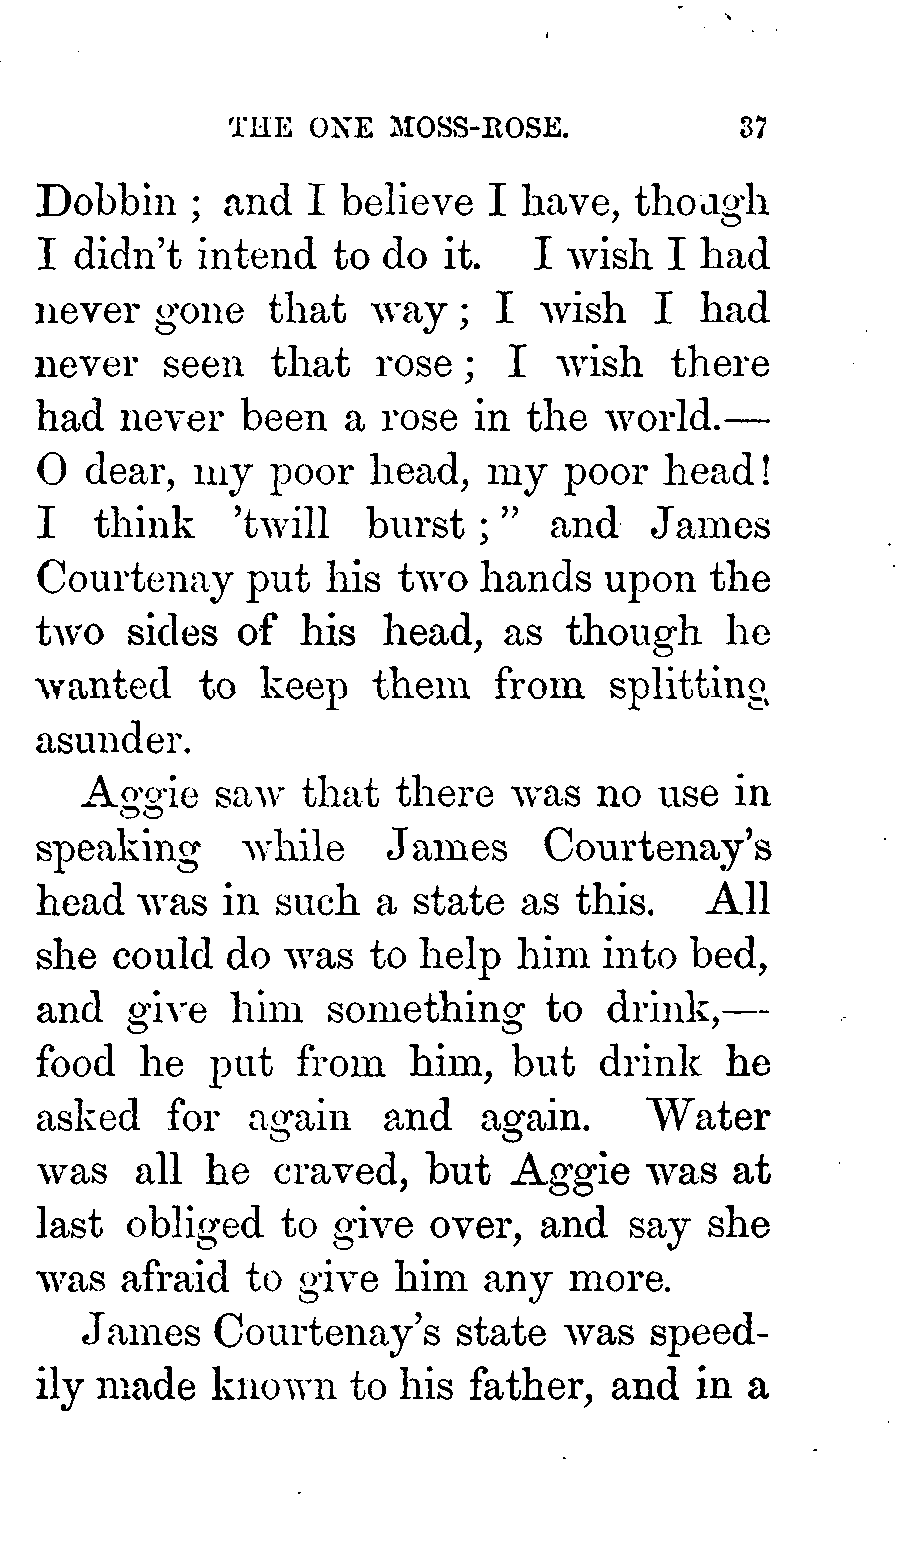 THE ONE MOSS-ROSE. 37
Dobbin ; and I believe I have, though
I didn't intend to do it. I wish I had
never gone that way ; I wish I had
never seen that rose ; I wish there
had never been a rose in the world.—
O dear, my poor head, my poor head!
I think 'twill burst ; ” and James
Courtenay put his two hands upon the
two sides of his head, as though he
wanted to keep them from splitting
asunder.
Aggie saw that there was no use in
speaking while James Courtenay's
head was in such a state as this. All
she could do was to help him into bed,
and give him something to drink,—
food he put from him, but drink he
asked for again and again. Water
was all he craved, but Aggie was at
last obliged to give over, and say she
was afraid to give him any more.
James Courtenay's state was speed-
ily made known to his father, and in a